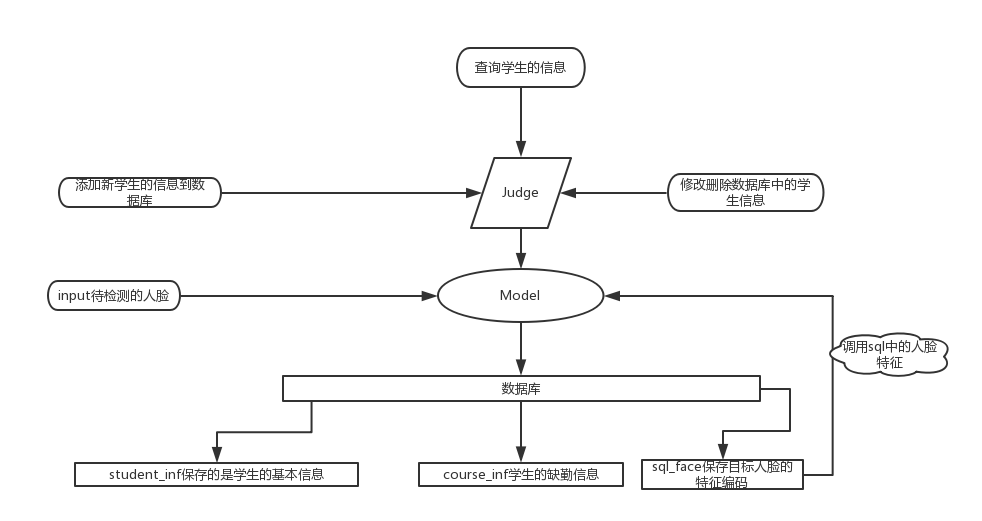 查询学生的信息
添加新学生的信息到数
据库
Judge
修改删除数据库中的学
生信息
input待检测的人脸
Model
调用sql中的人脸
特征
数据库
student_inf保存的是学生的基本信息
course_inf学生的缺勤信息
sql_face保存目标人脸的
特征编码